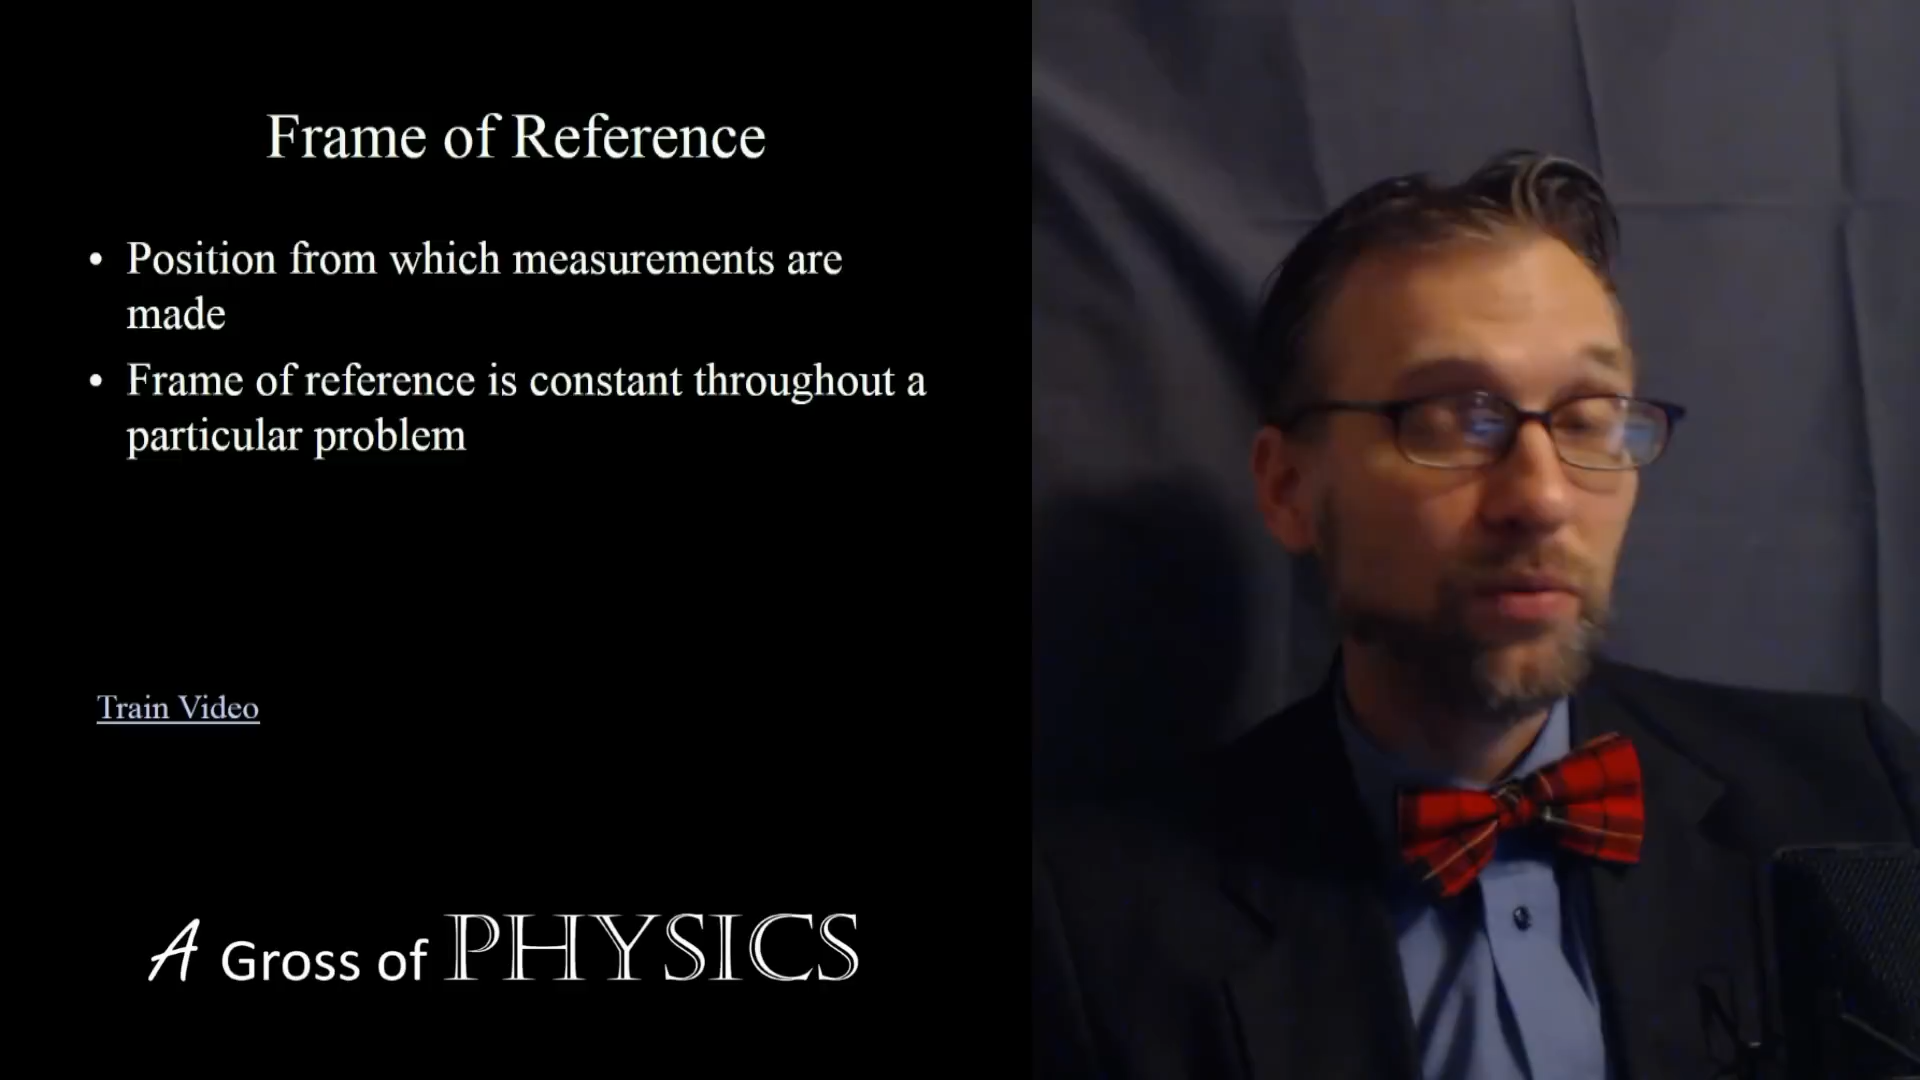 Frame of Reference
• Position from which measurements are
made
• Frame of reference is constant throughout a
particular problem
Train Video
A Gross of PHYSICS